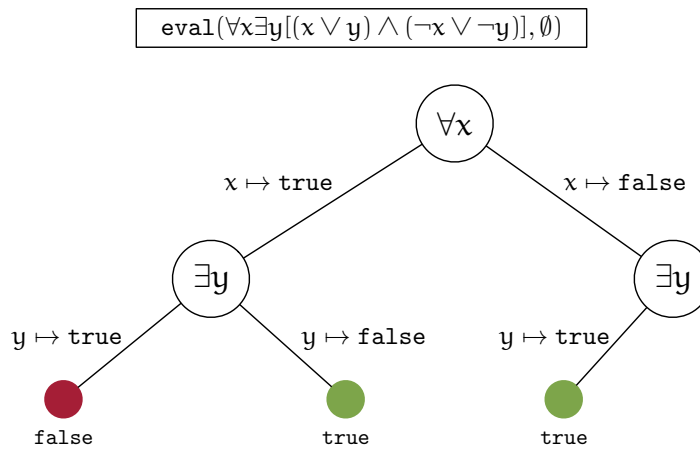 eval(∀x∃y[(x ∨ y) ∧ (¬x ∨ ¬y)], ∅)
∀x
x ↦ true
x ↦ false
∃y
∃y
y ↦ true
y ↦ false
y ↦ true
false
true
true